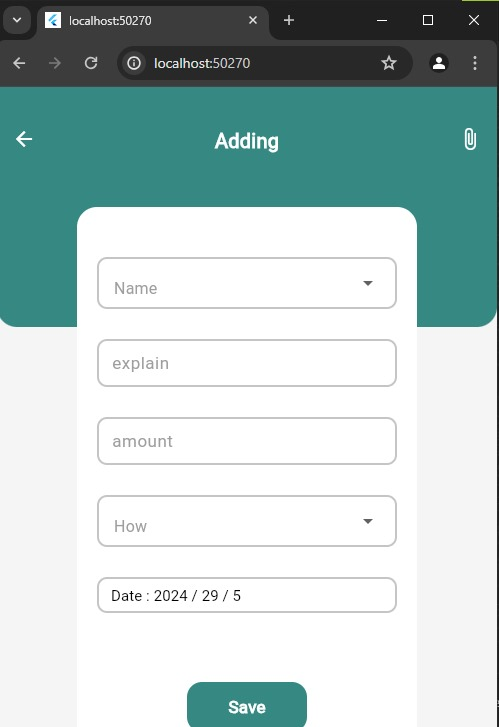 localhost:50270
localhost:50270
Adding
Name
explain
amount
How
Date : 2024 / 29 / 5
Save